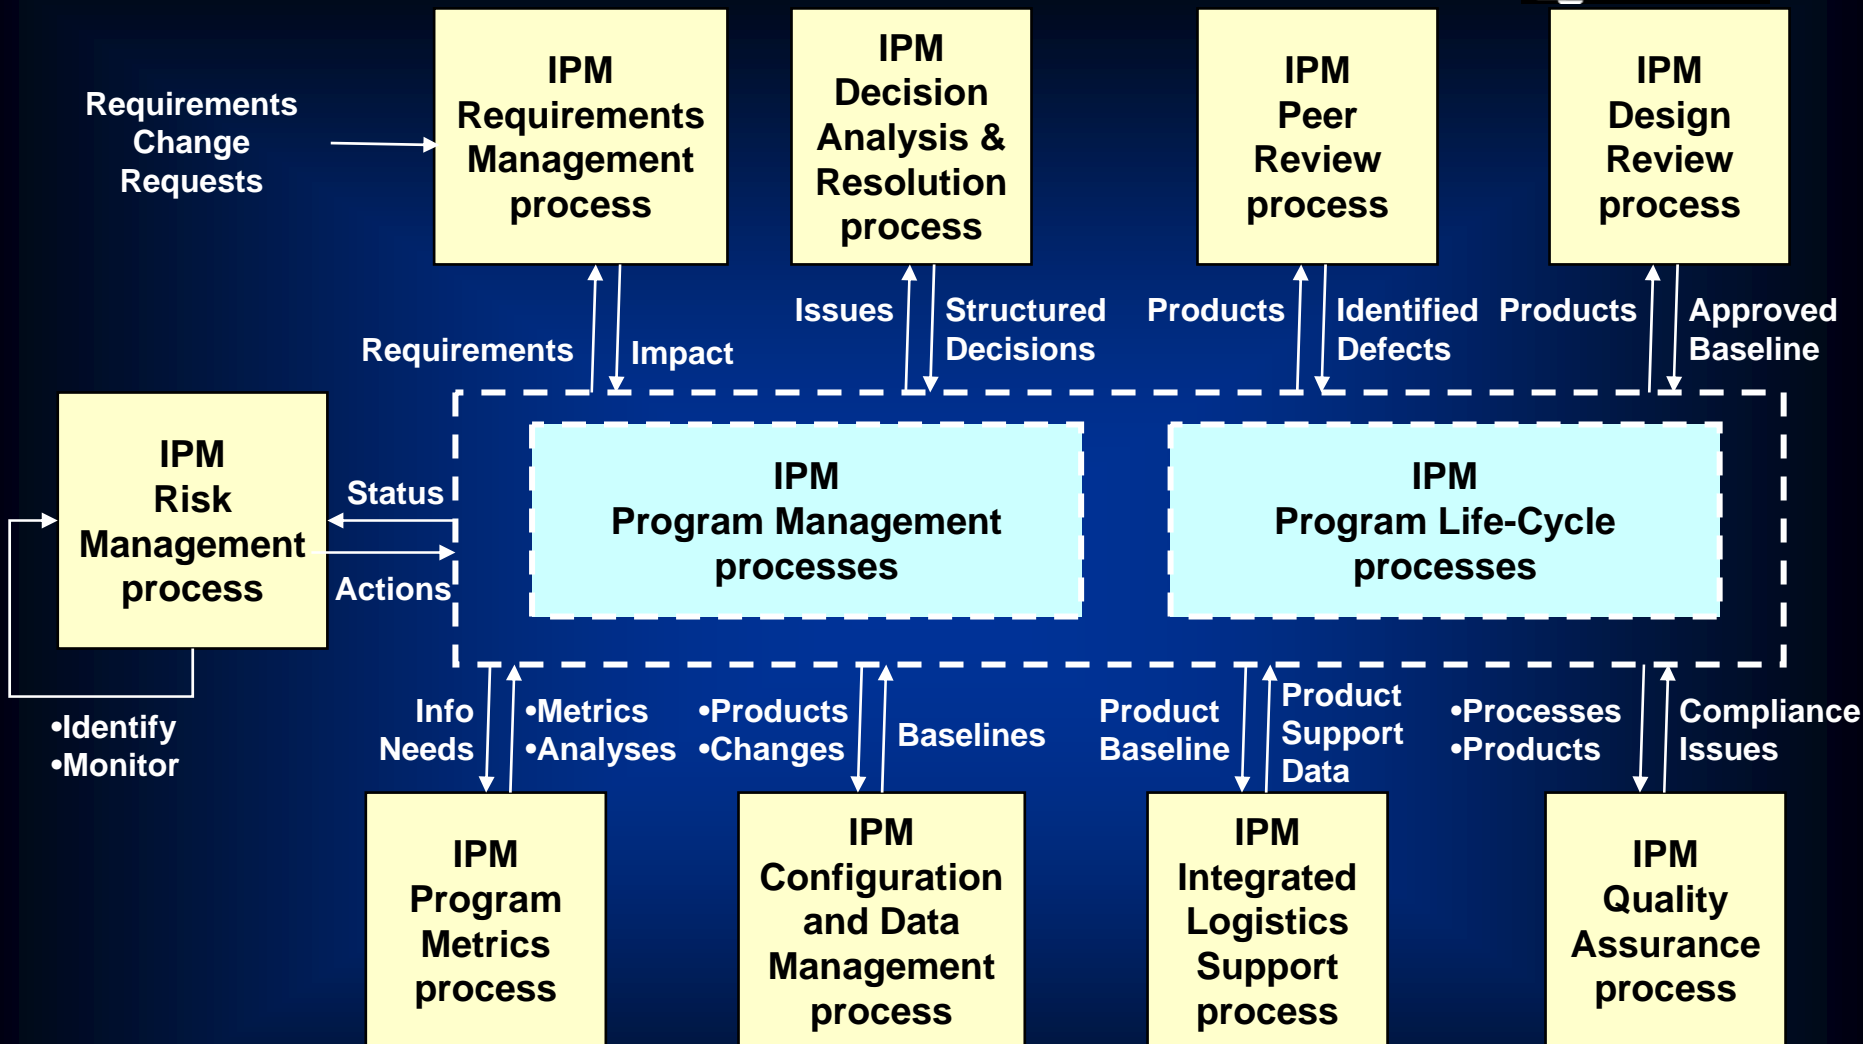 IPM
Requirements
Management
process
IPM
Decision
Analysis &
Resolution
process
IPM
Peer
Review
process
IPM
Design
Review
process
Requirements
Change
Requests
Requirements
Impact
Issues
Structured
Decisions
Products
Identified
Defects
Products
Approved
Baseline
IPM
Risk
Management
process
Status
Actions
•Identify
•Monitor
IPM
Program Management
processes
IPM
Program Life-Cycle
processes
Info
Needs
•Metrics
•Analyses
•Products
•Changes
Baselines
Product
Baseline
Product
Support
Data
•Processes
•Products
Compliance
Issues
IPM
Program
Metrics
process
IPM
Configuration
and Data
Management
process
IPM
Integrated
Logistics
Support
process
IPM
Quality
Assurance
process